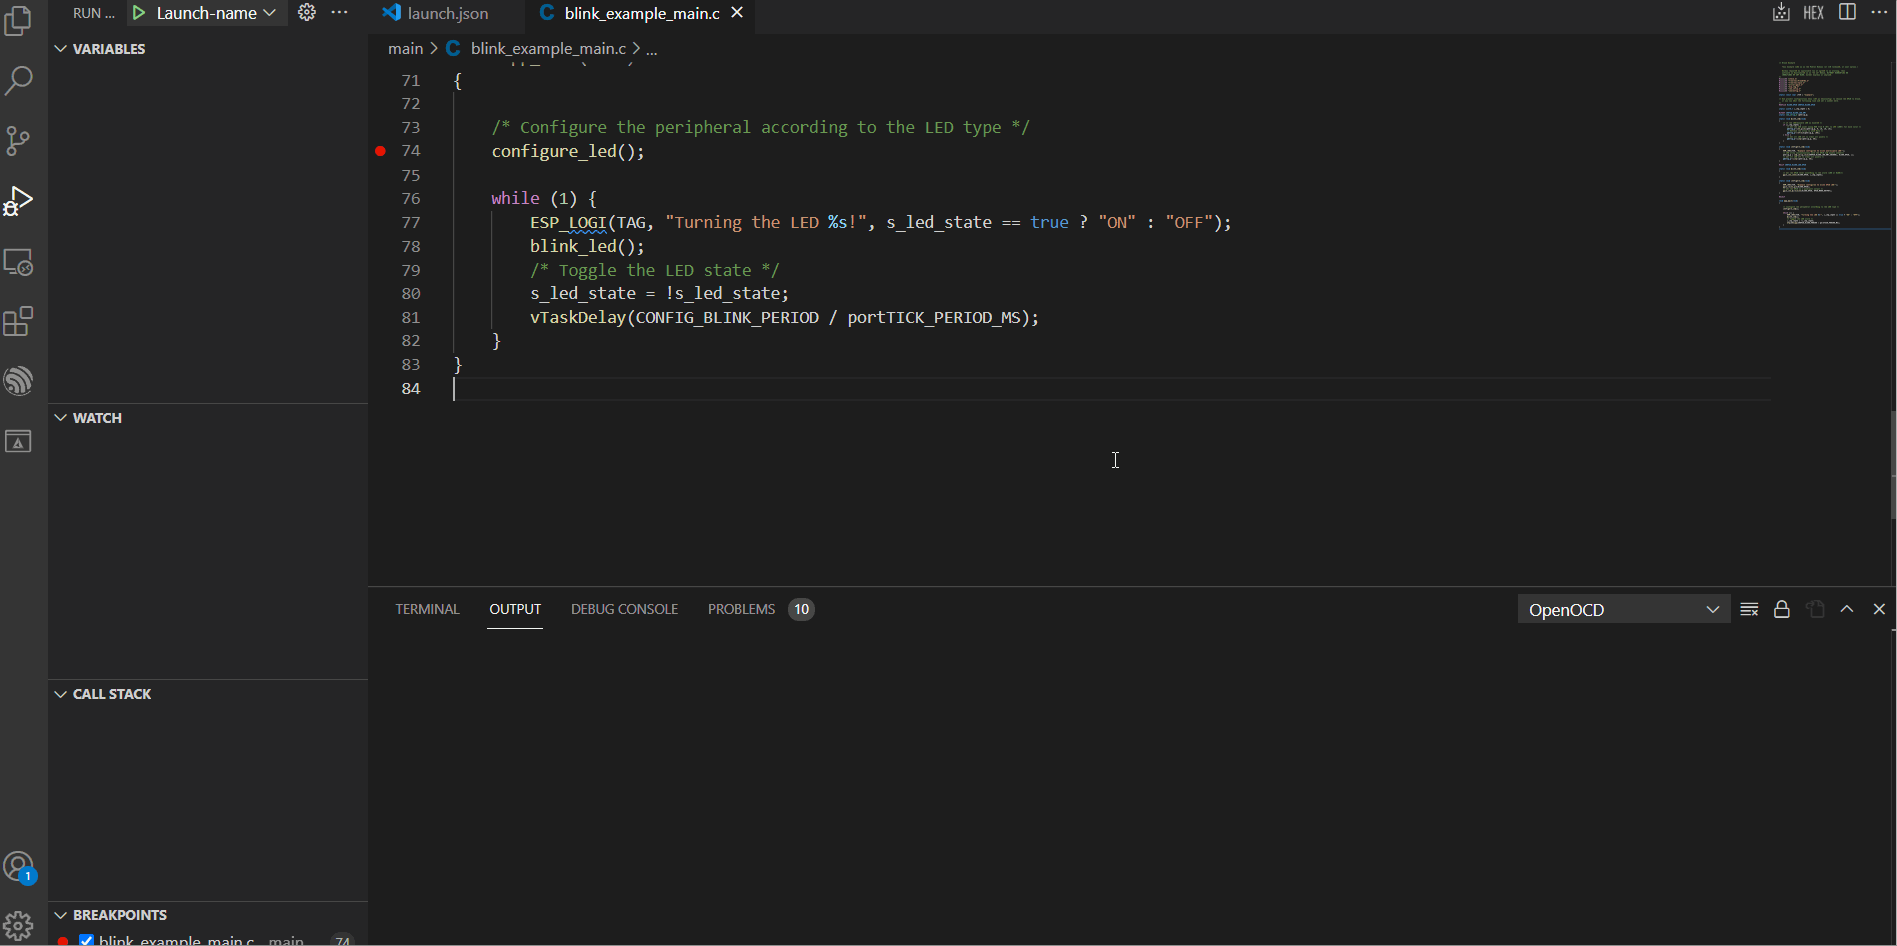 RUN ... Launch-name ...
launch.json blink_example_main.c HEX ...
main > blink_example_main.c > ...
VARIABLES
71 {
72
73 /* Configure the peripheral according to the LED type */
74 configure_led();
75
76 while (1) {
77 ESP_LOGI(TAG, "Turning the LED %s!", s_led_state == true ? "ON" : "OFF");
78 blink_led();
79 /* Toggle the LED state */
80 s_led_state = !s_led_state;
81 vTaskDelay(CONFIG_BLINK_PERIOD / portTICK_PERIOD_MS);
82 }
83 }
84
WATCH
TERMINAL OUTPUT DEBUG CONSOLE PROBLEMS 10 OpenOCD
CALL STACK
1
BREAKPOINTS
blink_example_main.c main 74